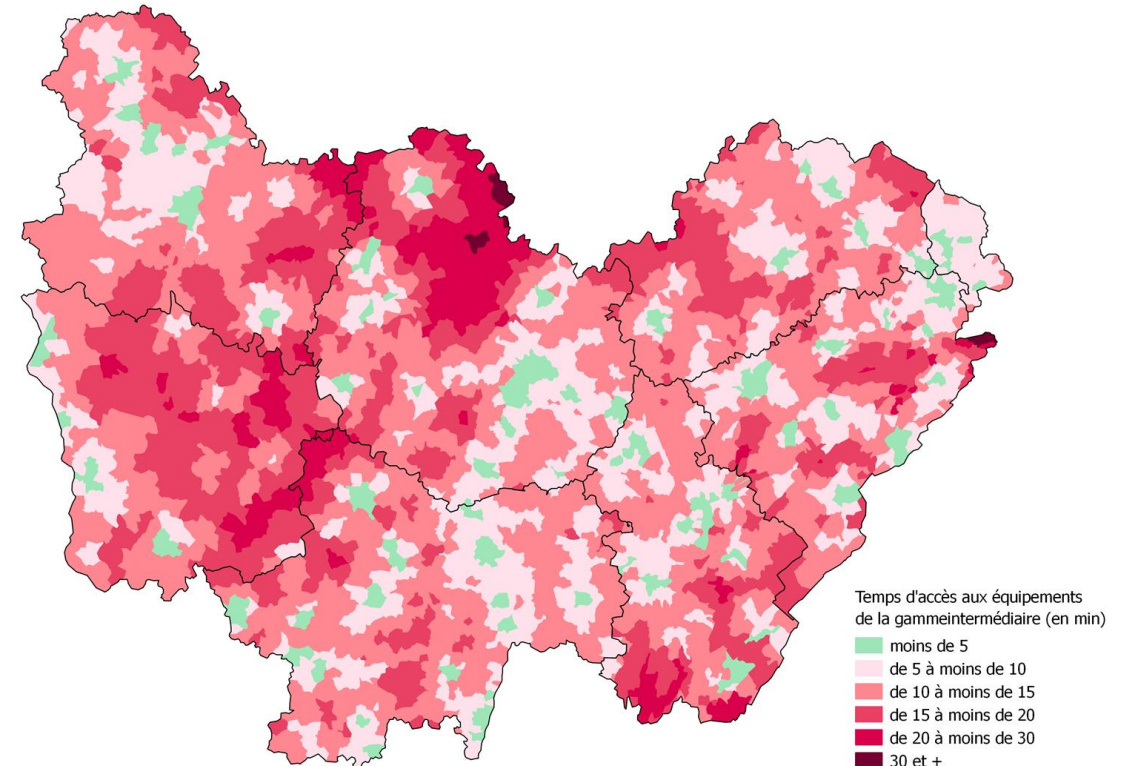 Temps d'accès aux équipements
de la gammeintermédiaire (en min)
moins de 5
de 5 à moins de 10
de 10 à moins de 15
de 15 à moins de 20
de 20 à moins de 30
30 et +